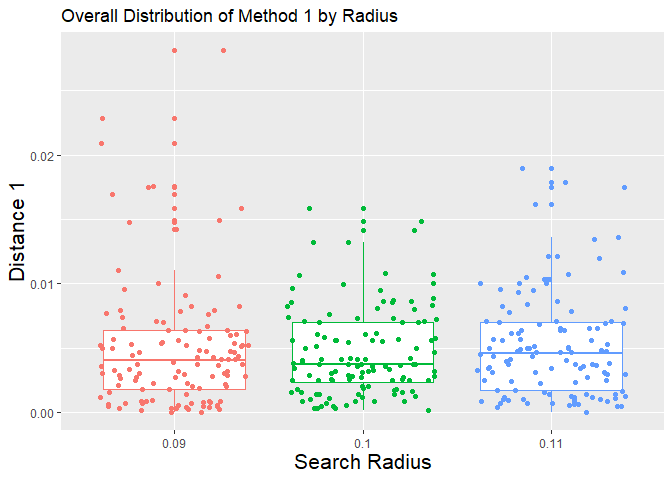 Overall Distribution of Method 1 by Radius
Distance 1
0.02
0.01
0.00
0.09 0.1 0.11
Search Radius